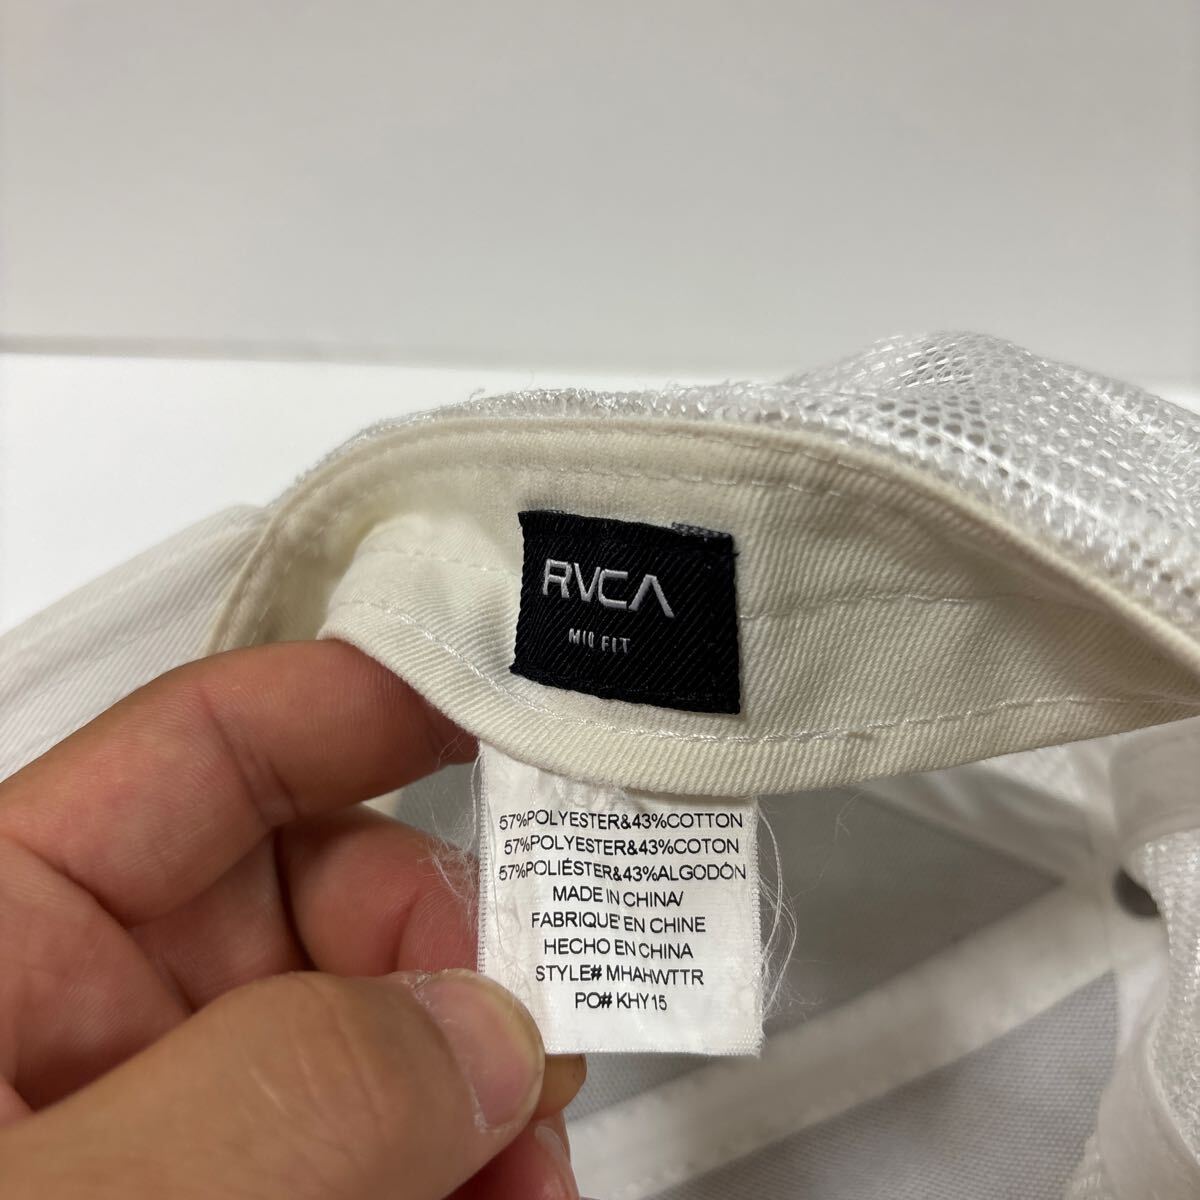 RVCA
MID FIT
57%POLYESTER&43%COTTON
57%POLYESTER&43%COTON
57%POLIÉSTER&43%ALGODÓN
MADE IN CHINA/
FABRIQUE' EN CHINE
HECHO EN CHINA
STYLE# MHAHWTTR
PO# KHY15